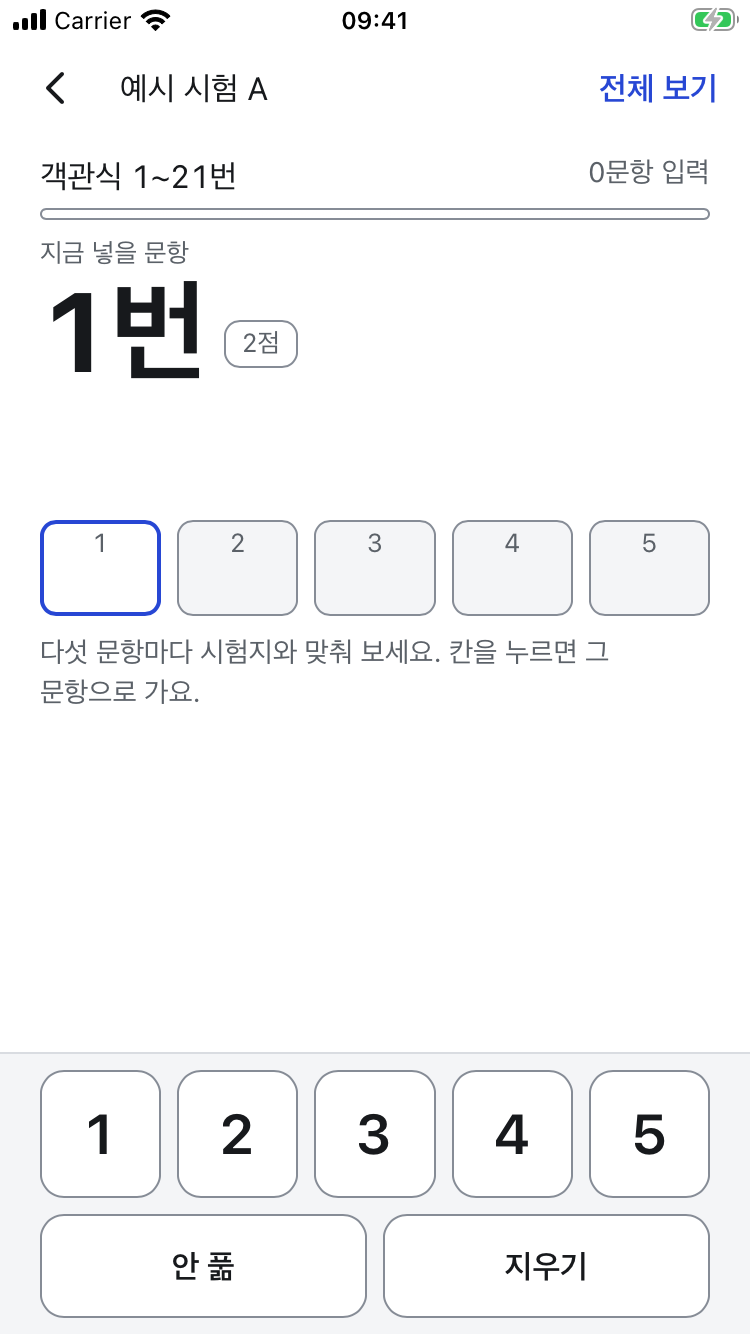 Carrier 09:41
예시 시험 A 전체 보기
객관식 1~21번 0문항 입력
지금 넣을 문항
1번 2점
1 2 3 4 5
다섯 문항마다 시험지와 맞춰 보세요. 칸을 누르면 그
문항으로 가요.
1 2 3 4 5
안 풂 지우기